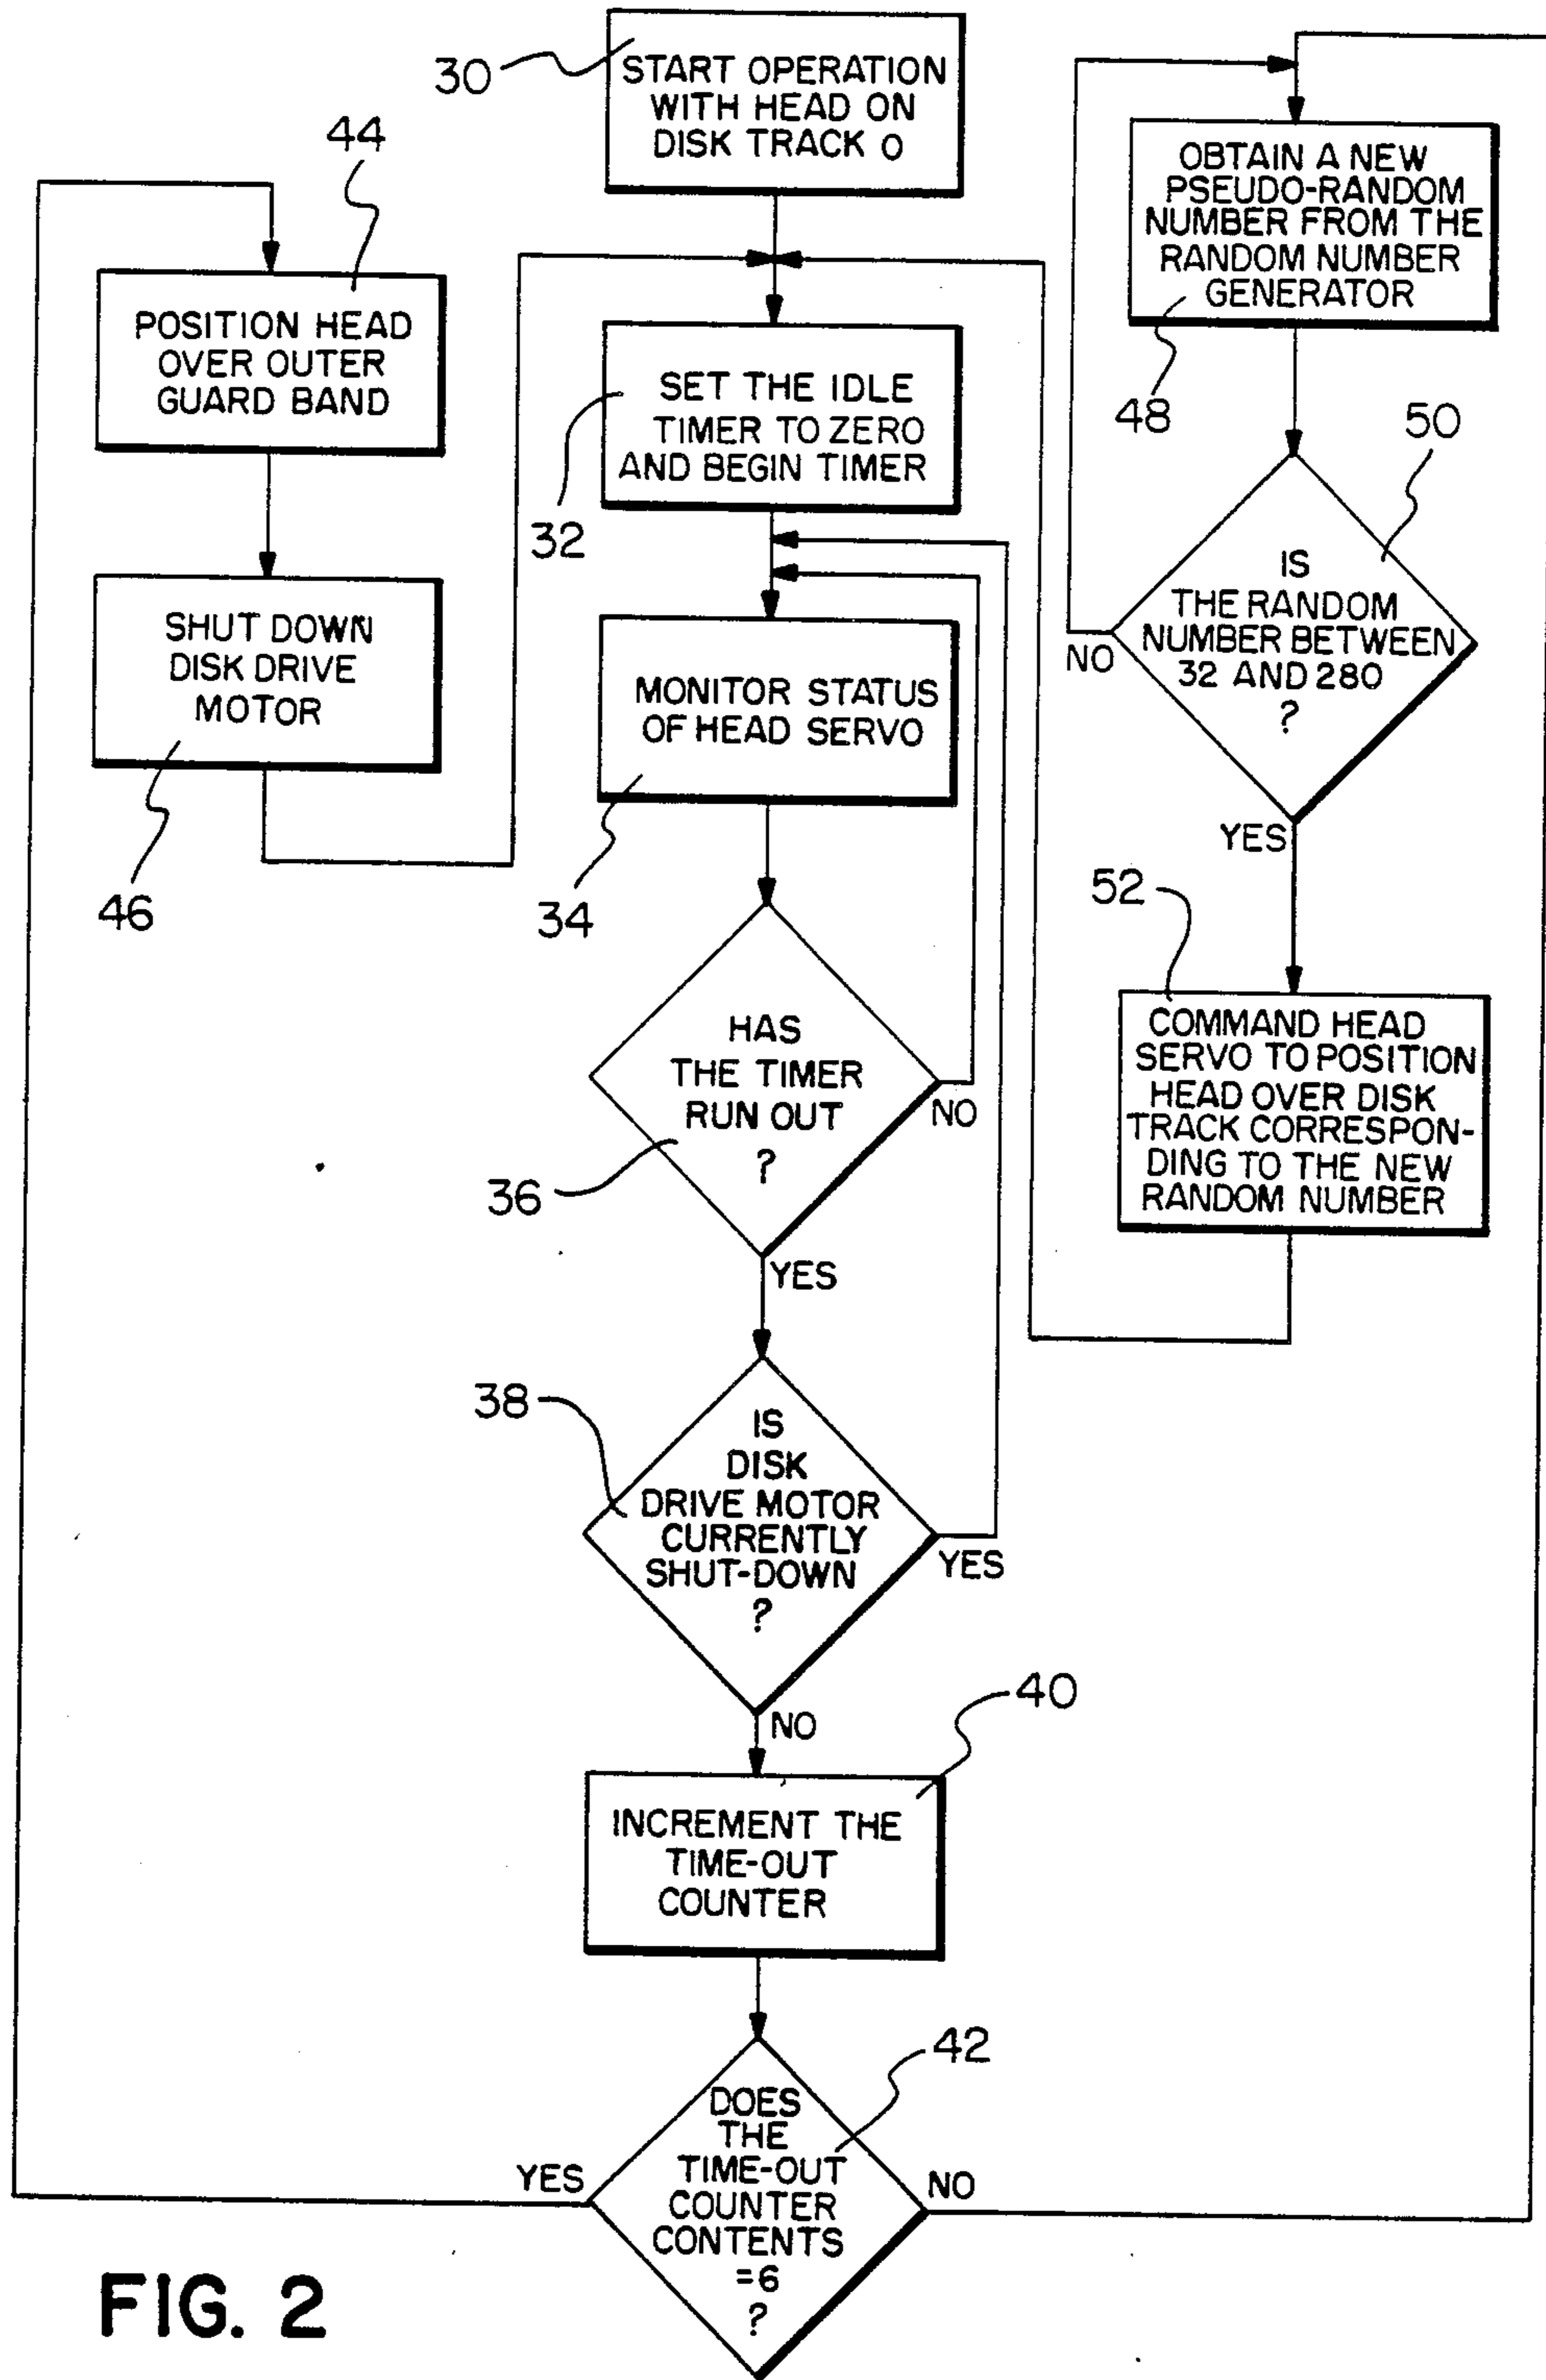 30
START OPERATION
WITH HEAD ON
DISK TRACK 0
44
POSITION HEAD
OVER OUTER
GUARD BAND
SHUT DOWN
DISK DRIVE
MOTOR
46
SET THE IDLE
TIMER TO ZERO
AND BEGIN TIMER
32
MONITOR STATUS
OF HEAD SERVO
34
HAS
THE TIMER
RUN OUT
?
NO
36
YES
38
IS
DISK
DRIVE MOTOR
CURRENTLY
SHUT-DOWN
?
YES
NO
40
INCREMENT THE
TIME-OUT
COUNTER
42
DOES
THE
TIME-OUT
COUNTER
CONTENTS
=6
?
YES
NO
OBTAIN A NEW
PSEUDO-RANDOM
NUMBER FROM THE
RANDOM NUMBER
GENERATOR
48
50
IS
THE RANDOM
NUMBER BETWEEN
32 AND 280
?
NO
YES
52
COMMAND HEAD
SERVO TO POSITION
HEAD OVER DISK
TRACK CORRESPON-
DING TO THE NEW
RANDOM NUMBER
FIG. 2